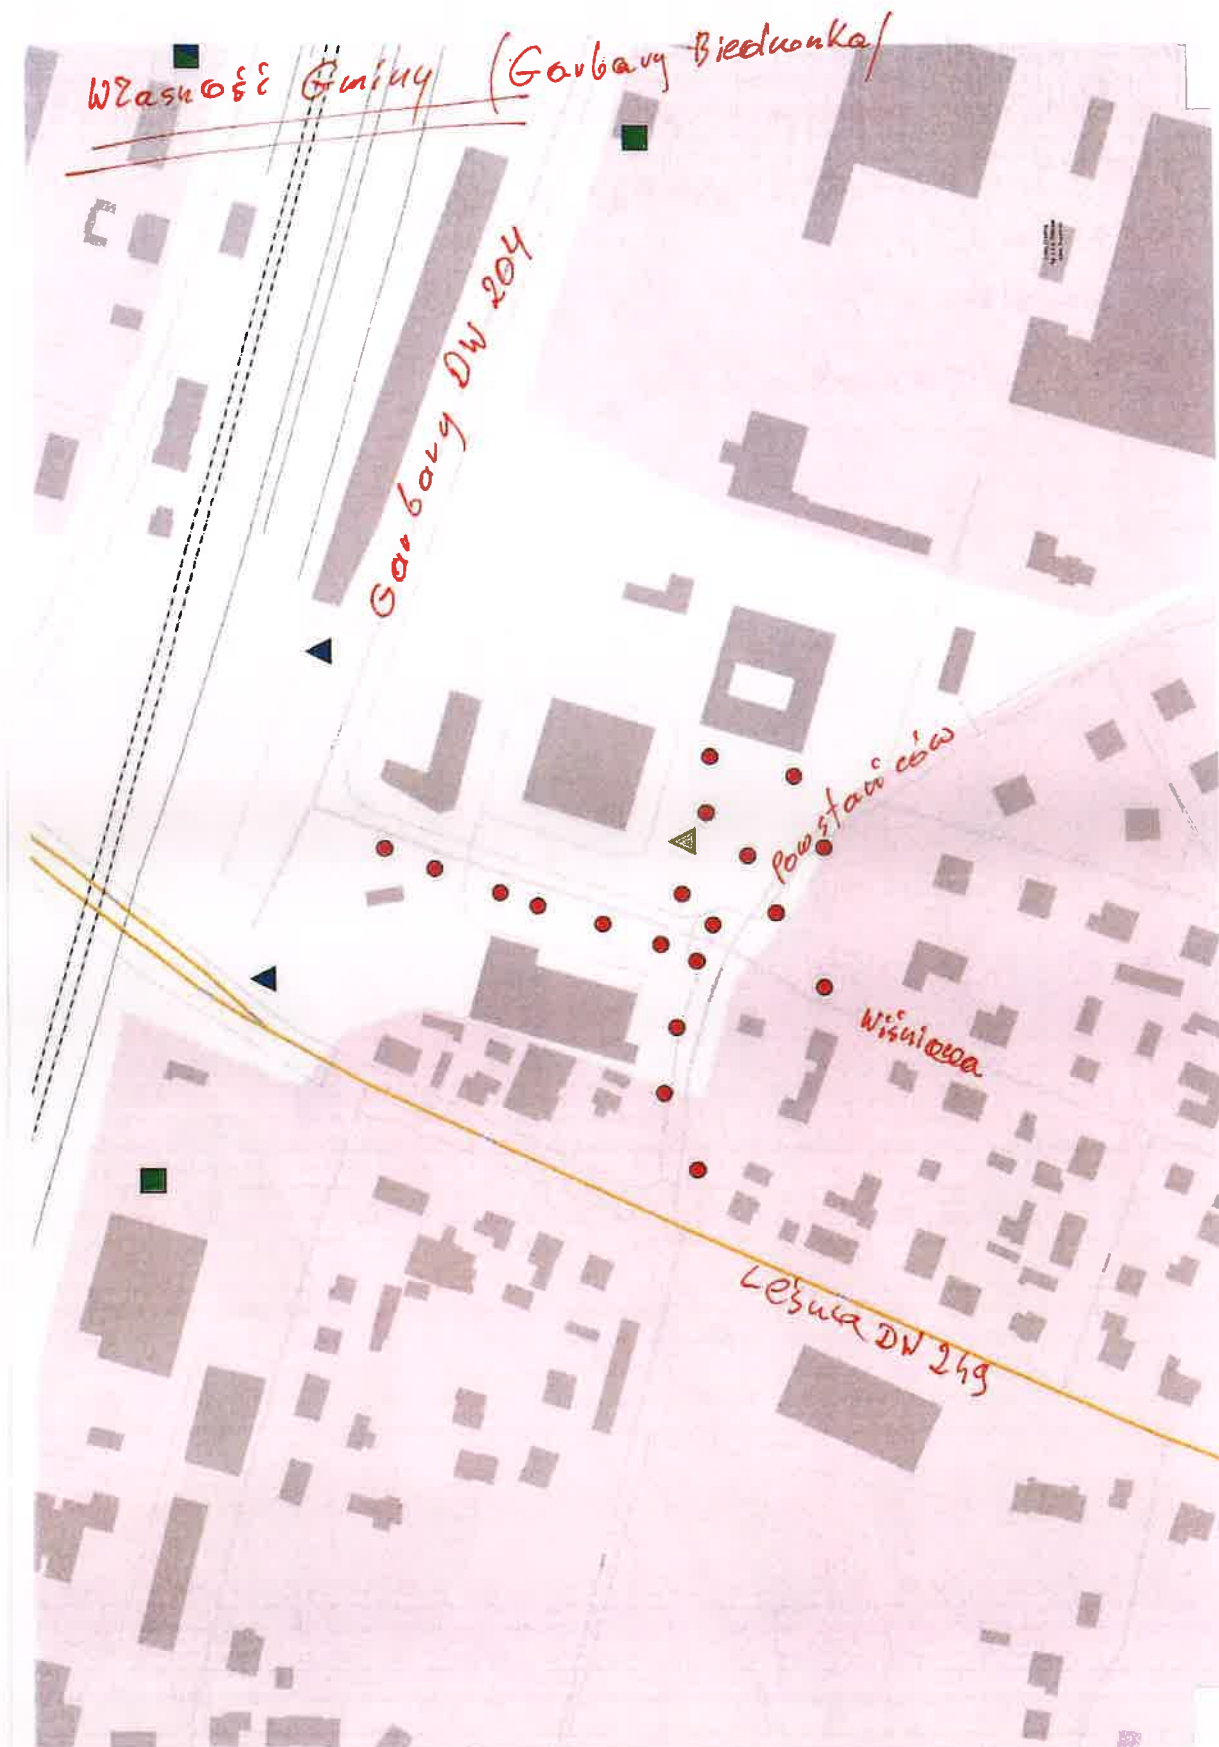 Własność Gminy (Garbary Biedronka)
Garbary DW 204
Powstańców
Wiśniowa
Leśna DW 249